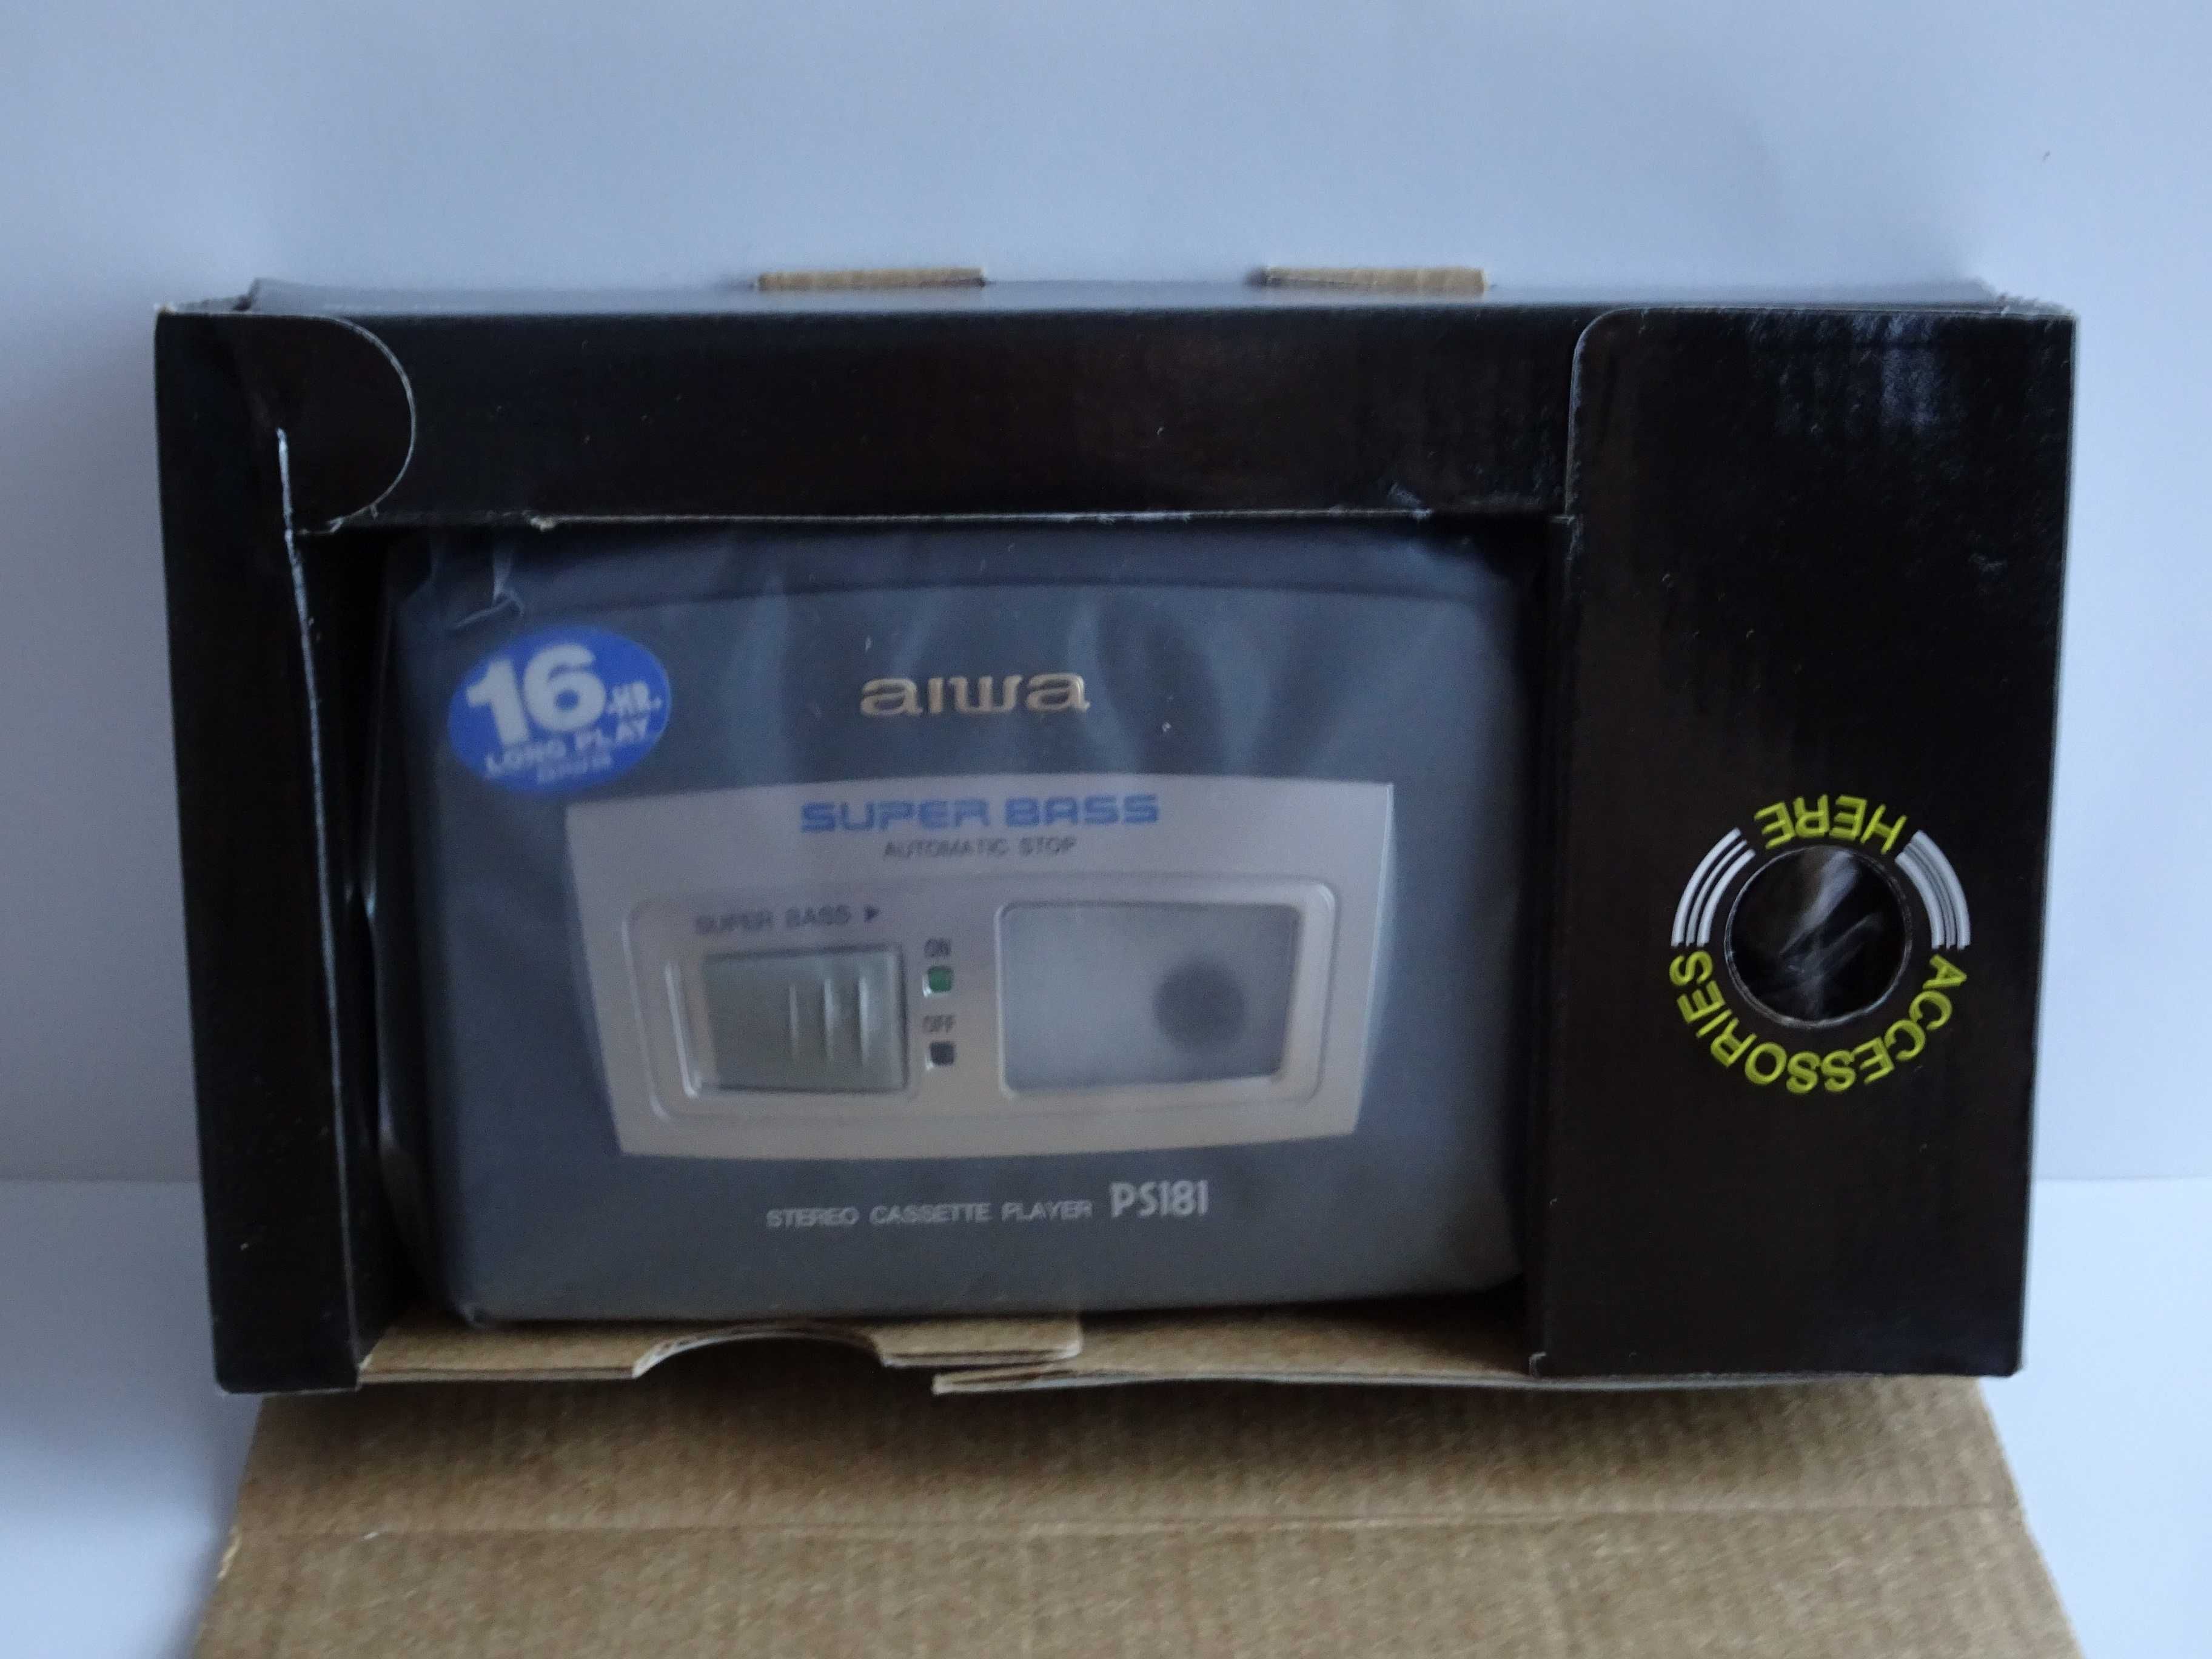 16 HR.
LONG PLAY
aiwa
SUPER BASS
AUTOMATIC STOP
SUPER BASS ▶
ON
OFF
STEREO CASSETTE PLAYER PS181
ACCESSORIES
HERE